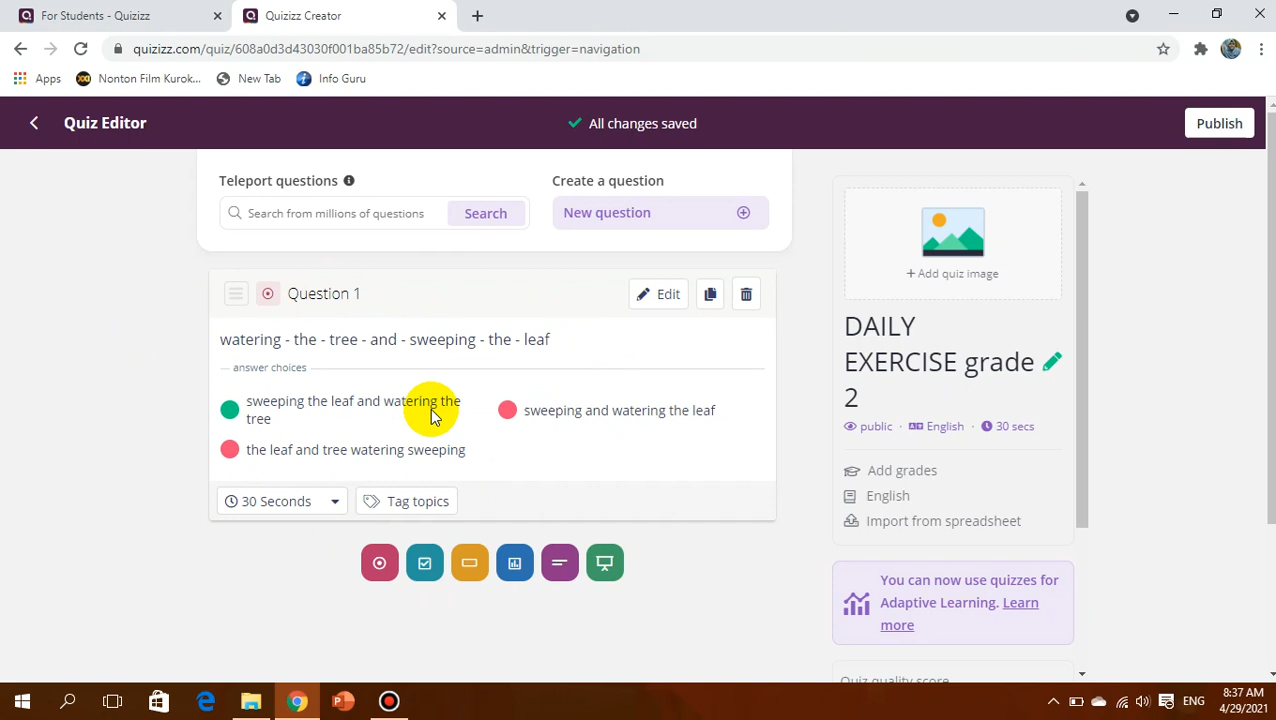 For Students - Quizizz
Quizizz Creator
quizizz.com/quiz/608a0d3d43030f001ba85b72/edit?source=admin&trigger=navigation
Apps
Nonton Film Kurok...
New Tab
Info Guru
Quiz Editor
All changes saved
Publish
Teleport questions
Create a question
Search from millions of questions
Search
New question
+ Add quiz image
Question 1
Edit
watering - the - tree - and - sweeping - the - leaf
answer choices
sweeping the leaf and watering the
tree
sweeping and watering the leaf
the leaf and tree watering sweeping
30 Seconds
Tag topics
DAILY
EXERCISE grade
2
public · English · 30 secs
Add grades
English
Import from spreadsheet
You can now use quizzes for
Adaptive Learning. Learn
more
Quiz quality score
ENG
8:37 AM
4/29/2021